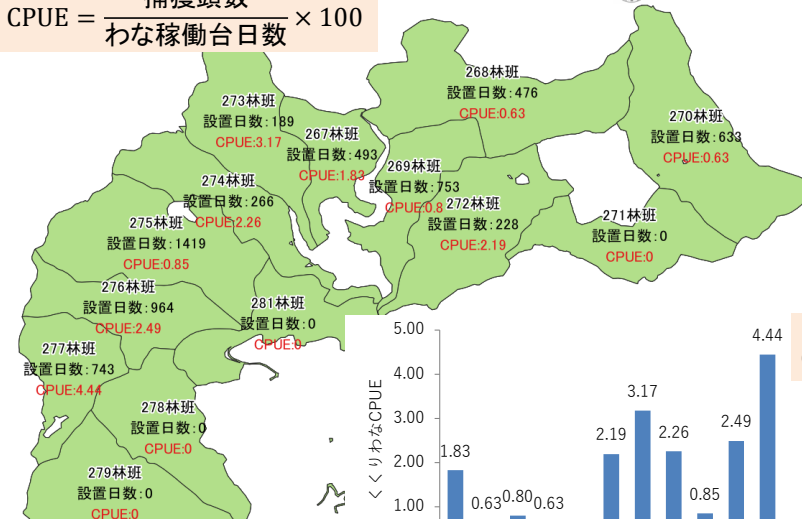 捕獲頭数
CPUE = わな稼働台日数 × 100
268林班
設置日数:476
CPUE:0.63
273林班
設置日数:189
CPUE:3.17
267林班
設置日数:493
CPUE:1.83
270林班
設置日数:633
CPUE:0.63
269林班
設置日数:753
CPUE:0.8
274林班
設置日数:266
CPUE:2.26
272林班
設置日数:228
CPUE:2.19
271林班
設置日数:0
CPUE:0
275林班
設置日数:1419
CPUE:0.85
276林班
設置日数:964
CPUE:2.49
281林班
設置日数:0
CPUE:0
277林班
設置日数:743
CPUE:4.44
278林班
設置日数:0
CPUE:0
279林班
設置日数:0
CPUE:0
くくりわなCPUE
5.00
4.00
3.00
2.00
1.00
1.83
0.63
0.80
0.63
2.19
3.17
2.26
0.85
2.49
4.44